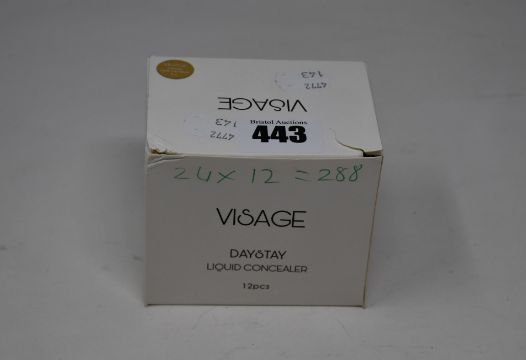 4772
143
VISAGE
4772
143
Bristol Auctions
443
24 x 12 = 288
VISAGE
DAYSTAY
LIQUID CONCEALER
12pcs